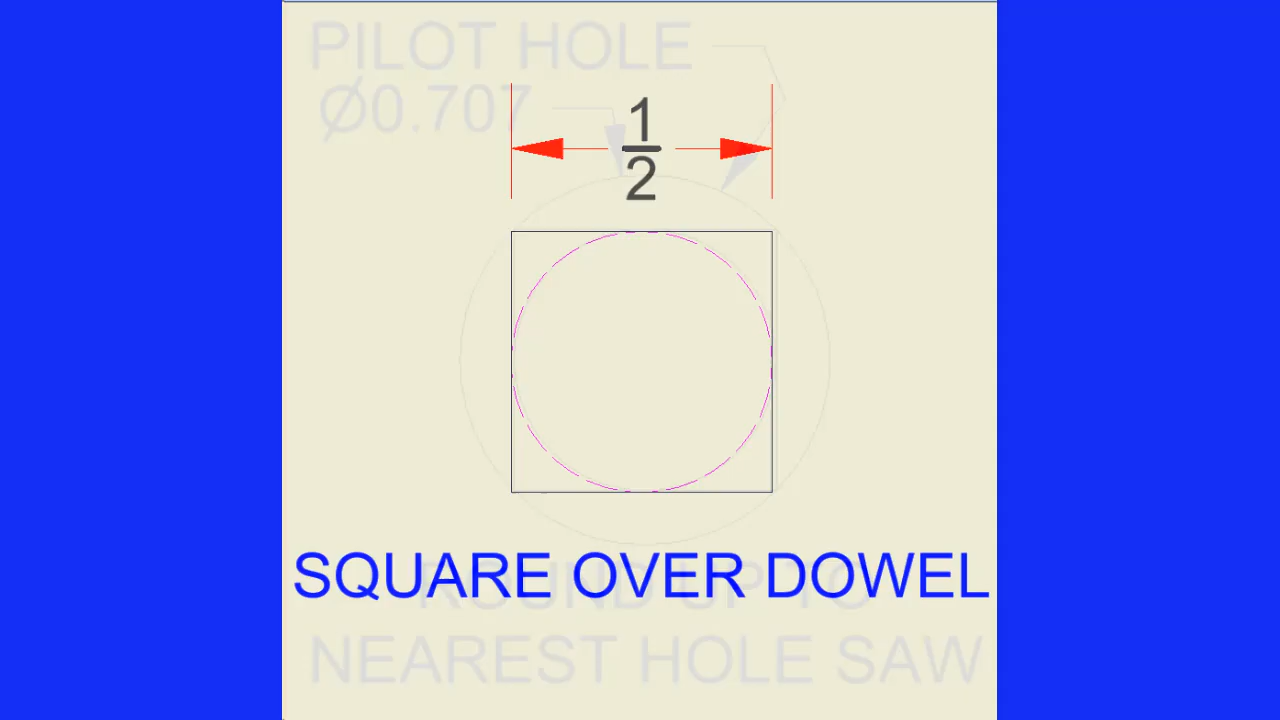 PILOT HOLE
Ø0.707
1
2
SQUARE OVER DOWEL
ROUND UP TO
NEAREST HOLE SAW